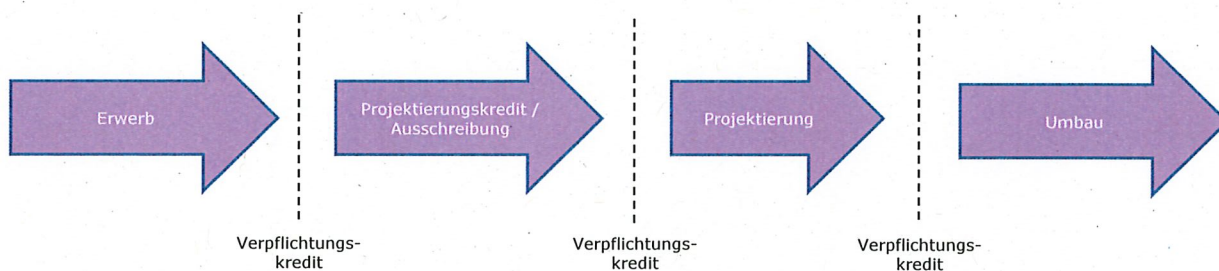 Erwerb
Projektierungskredit /
Ausschreibung
Projektierung
Umbau
Verpflichtungs-
kredit
Verpflichtungs-
kredit
Verpflichtungs-
kredit